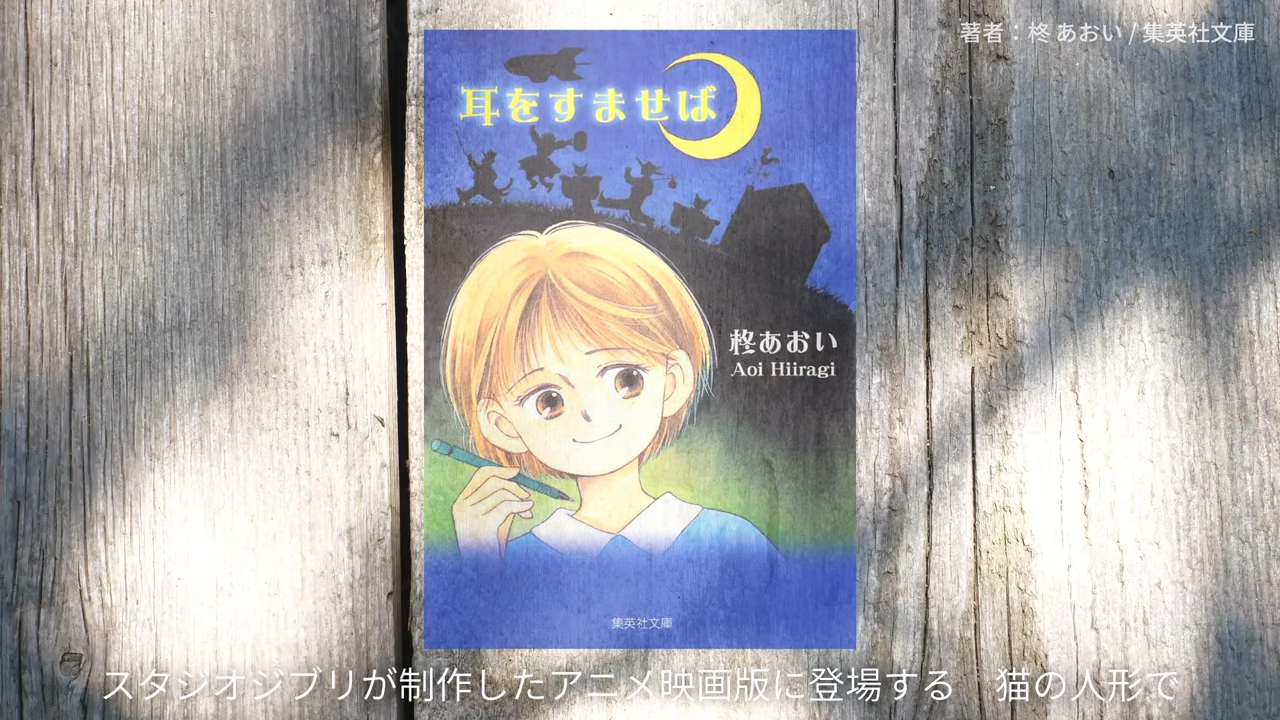 著者：柊 あおい / 集英社文庫
耳をすませば
柊あおい
Aoi Hiiragi
集英社文庫
スタジオジブリが制作したアニメ映画版に登場する　猫の人形で